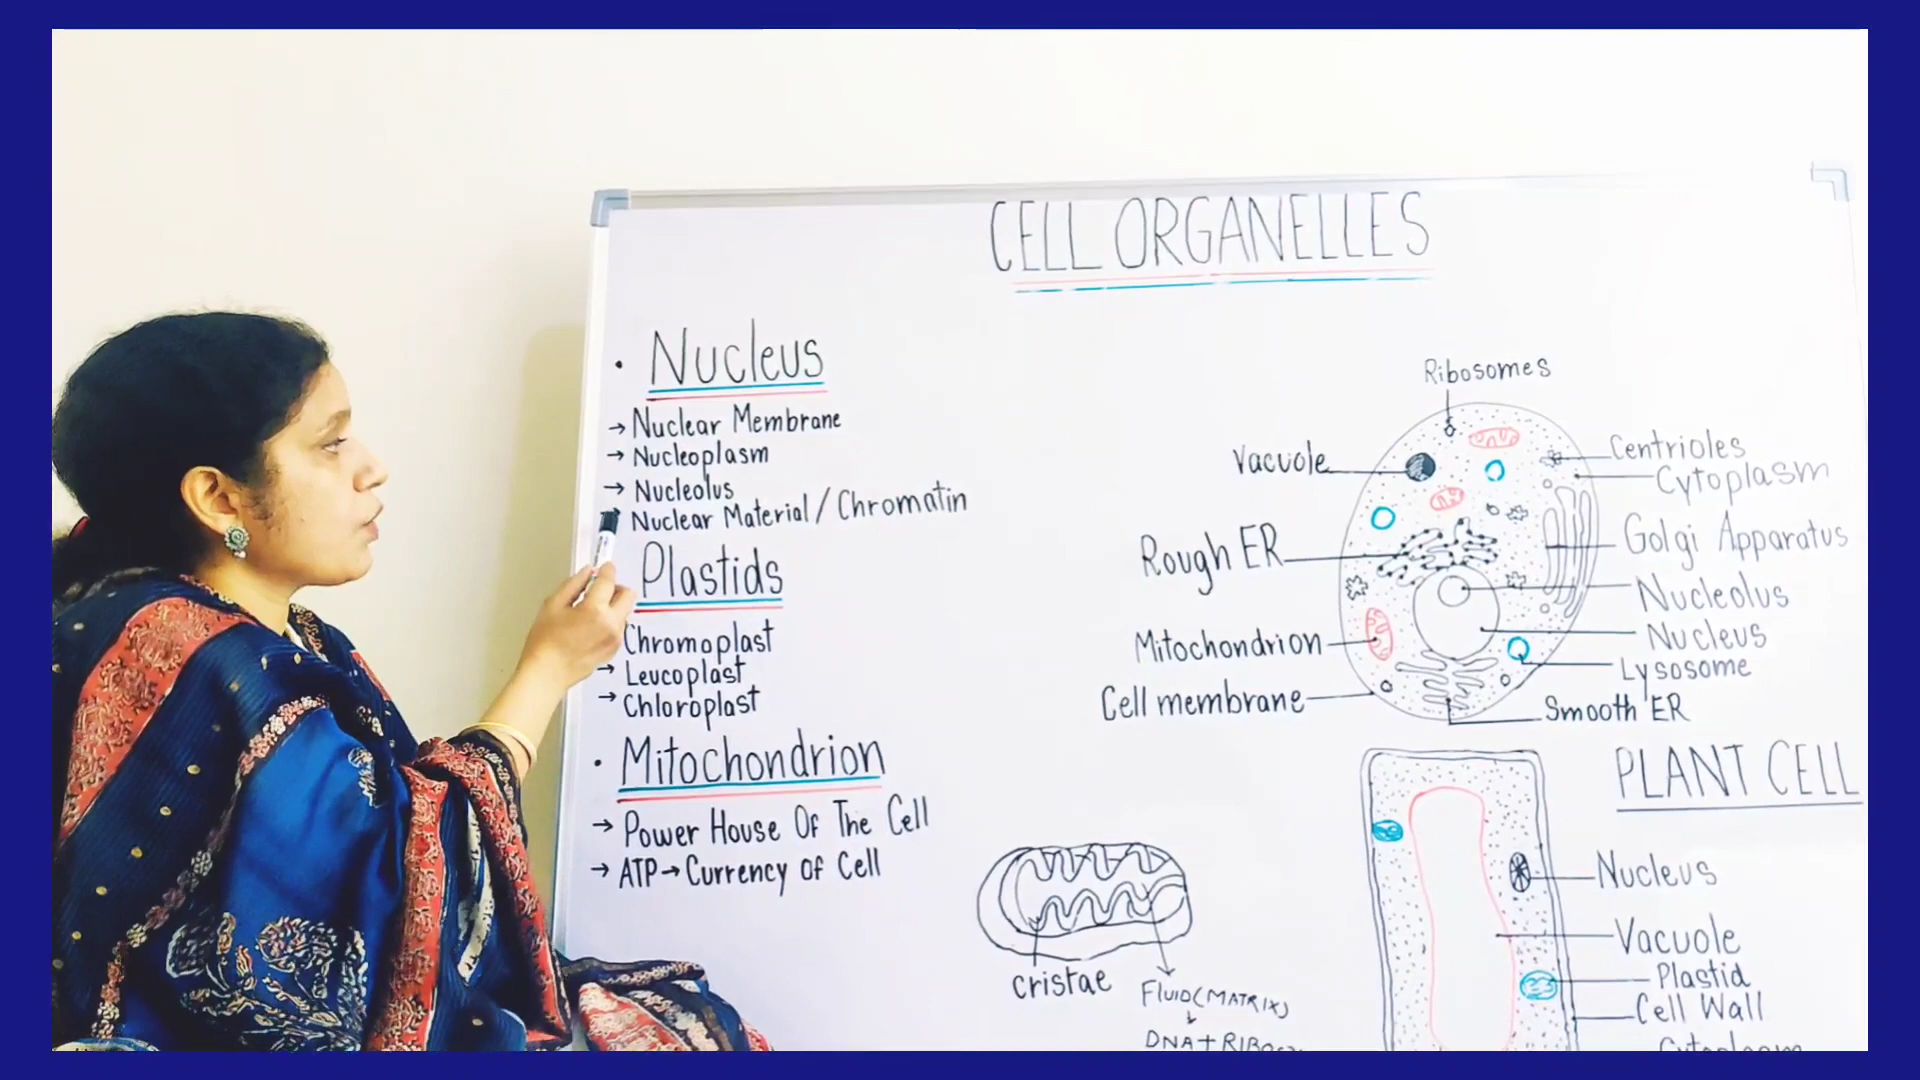 CELL ORGANELLES
• Nucleus
→ Nuclear Membrane
→ Nucleoplasm
→ Nucleolus
→ Nuclear Material / Chromatin
Plastids
Chromoplast
→ Leucoplast
→ Chloroplast
• Mitochondrion
→ Power House Of The Cell
→ ATP → Currency Of Cell
cristae
FLUID (MATRIX)
↓
DNA +
Ribosomes
Vacuole
Rough ER
Mitochondrion
Cell membrane
Centrioles
Cytoplasm
Golgi Apparatus
Nucleolus
Nucleus
Lysosome
Smooth ER
PLANT CELL
Nucleus
Vacuole
Plastid
Cell Wall